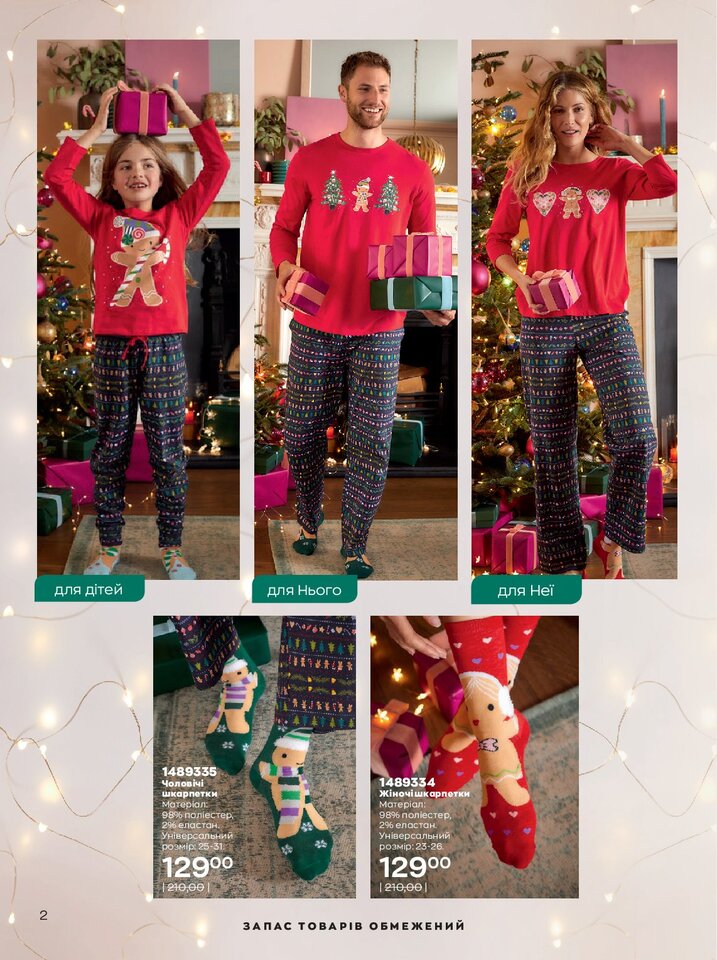 для дітей
для Нього
для Неї
1489335
Чоловічі
шкарпетки
Матеріал:
98% поліестер,
2% еластан.
Універсальний
розмір: 25-31.
129⁰⁰
| 210,00 |
1489334
Жіночі шкарпетки
Матеріал:
98% поліестер,
2% еластан.
Універсальний
розмір: 23-26.
129⁰⁰
| 210,00 |
2
ЗАПАС ТОВАРІВ ОБМЕЖЕНИЙ